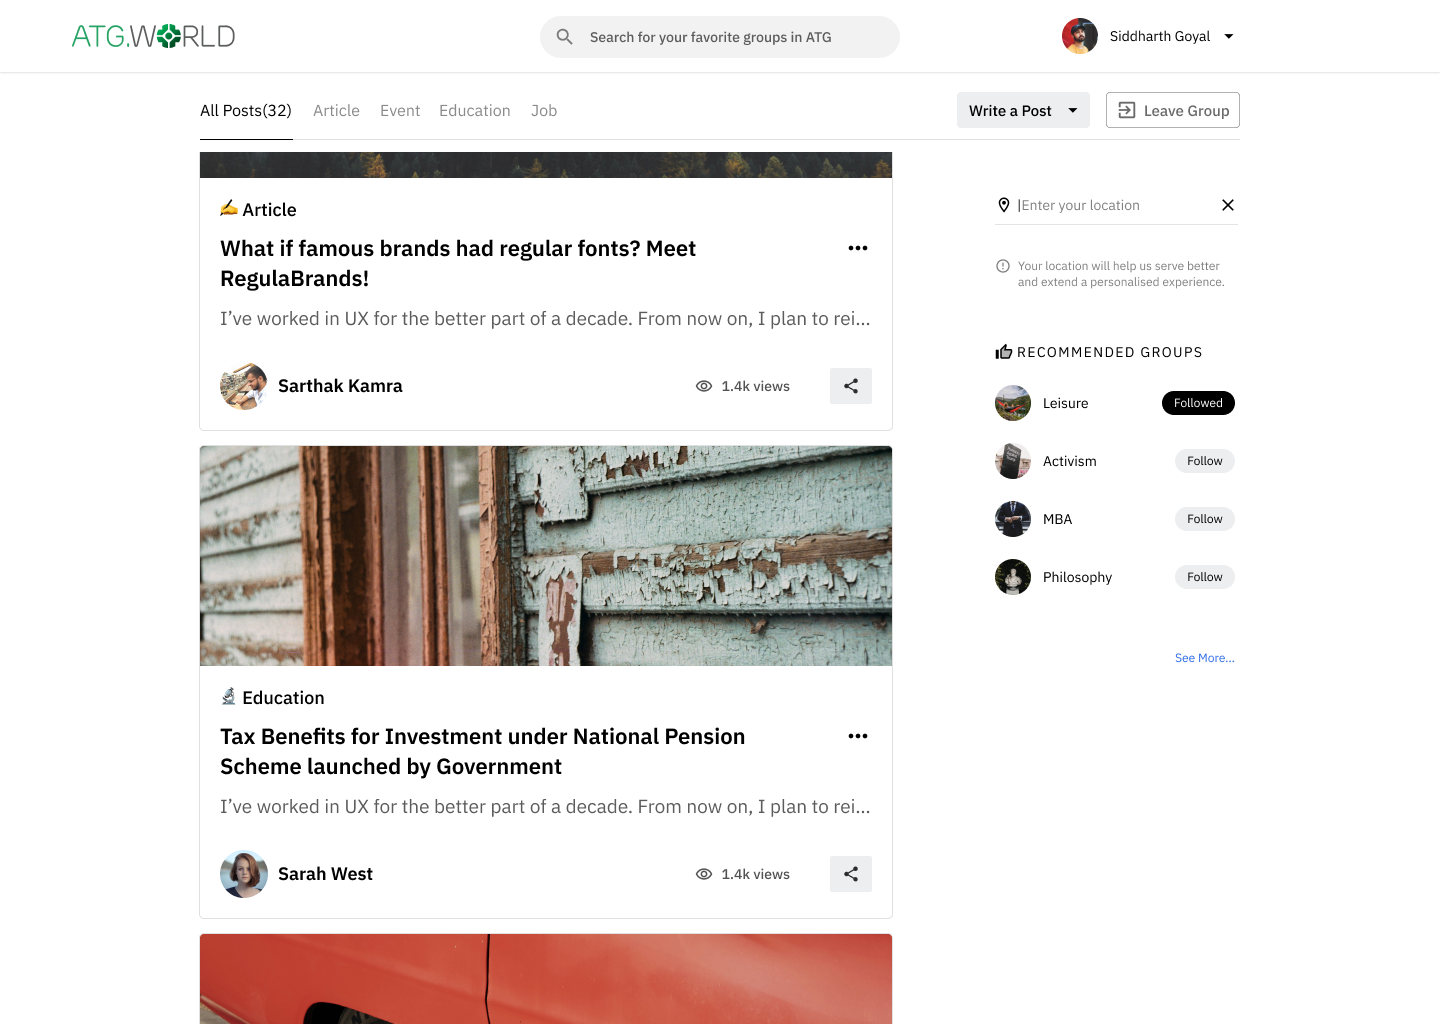 ATG.WORLD
Search for your favorite groups in ATG
Siddharth Goyal
All Posts(32) Article Event Education Job
Write a Post
Leave Group
Article
What if famous brands had regular fonts? Meet
RegulaBrands!
I’ve worked in UX for the better part of a decade. From now on, I plan to rei…
Sarthak Kamra
1.4k views
Education
Tax Benefits for Investment under National Pension
Scheme launched by Government
I’ve worked in UX for the better part of a decade. From now on, I plan to rei…
Sarah West
1.4k views
Enter your location
Your location will help us serve better
and extend a personalised experience.
RECOMMENDED GROUPS
Leisure
Followed
Activism
Follow
MBA
Follow
Philosophy
Follow
See More...